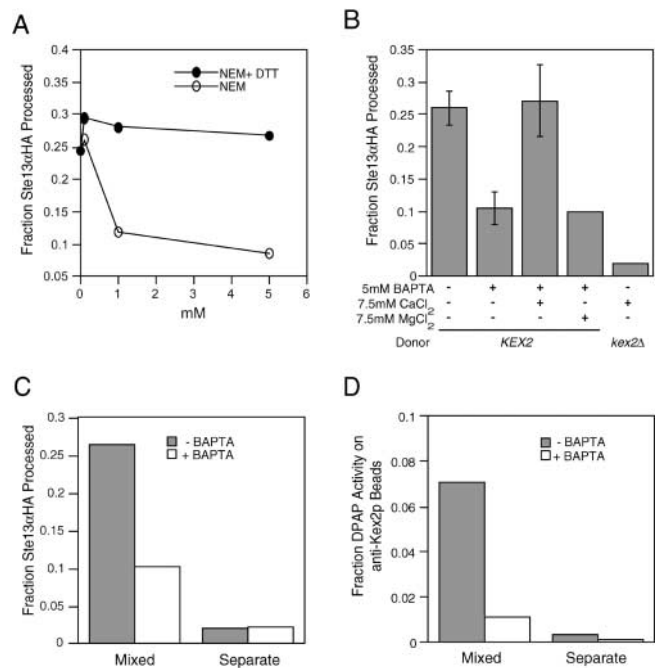 A
Fraction Ste13αHA Processed
0.3
0.25
0.2
0.15
0.1
0.05
NEM+ DTT
NEM
0 1 2 3 4 5 6
mM
B
Fraction Ste13αHA Processed
0.35
0.3
0.25
0.2
0.15
0.1
0.05
0
5mM BAPTA - + + + -
7.5mM CaCl2 - - + - +
7.5mM MgCl2 - - - + -
Donor KEX2 kex2Δ
C
Fraction Ste13αHA Processed
0.3
0.25
0.2
0.15
0.1
0.05
0
- BAPTA
+ BAPTA
Mixed Separate
D
Fraction DPAP Activity on
anti-Kex2p Beads
0.1
0.08
0.06
0.04
0.02
0
- BAPTA
+ BAPTA
Mixed Separate